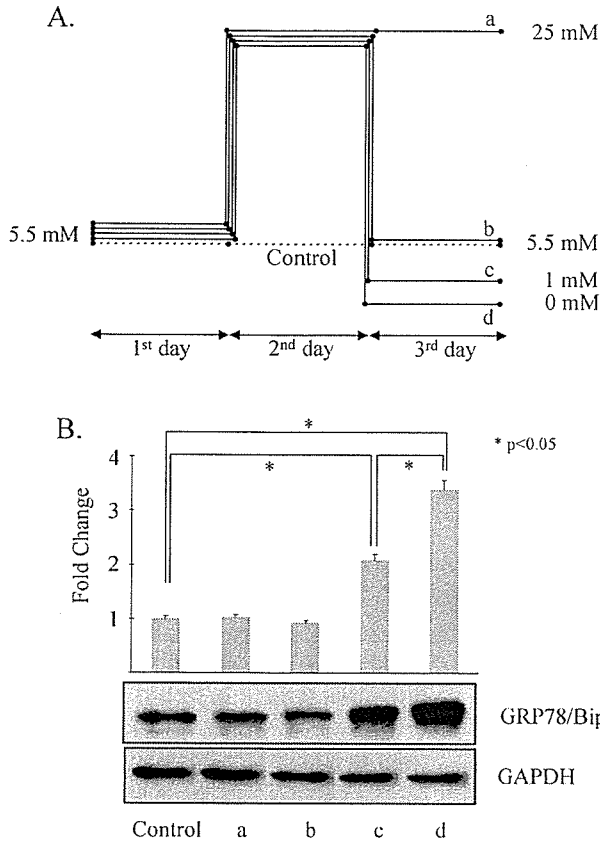 A.
a
25 mM
5.5 mM
b
5.5 mM
Control
c
1 mM
0 mM
d
1st day
2nd day
3rd day
B.
*
* p<0.05
4
*
*
3
2
1
Fold Change
GRP78/Bip
GAPDH
Control a b c d